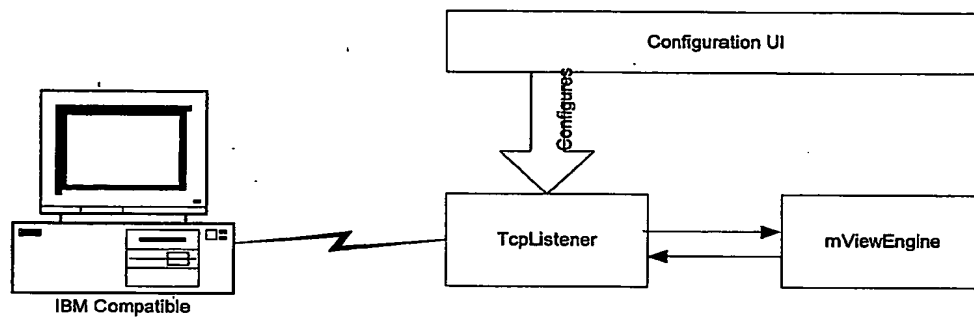 Configuration UI
Configures
TcpListener
mViewEngine
IBM Compatible